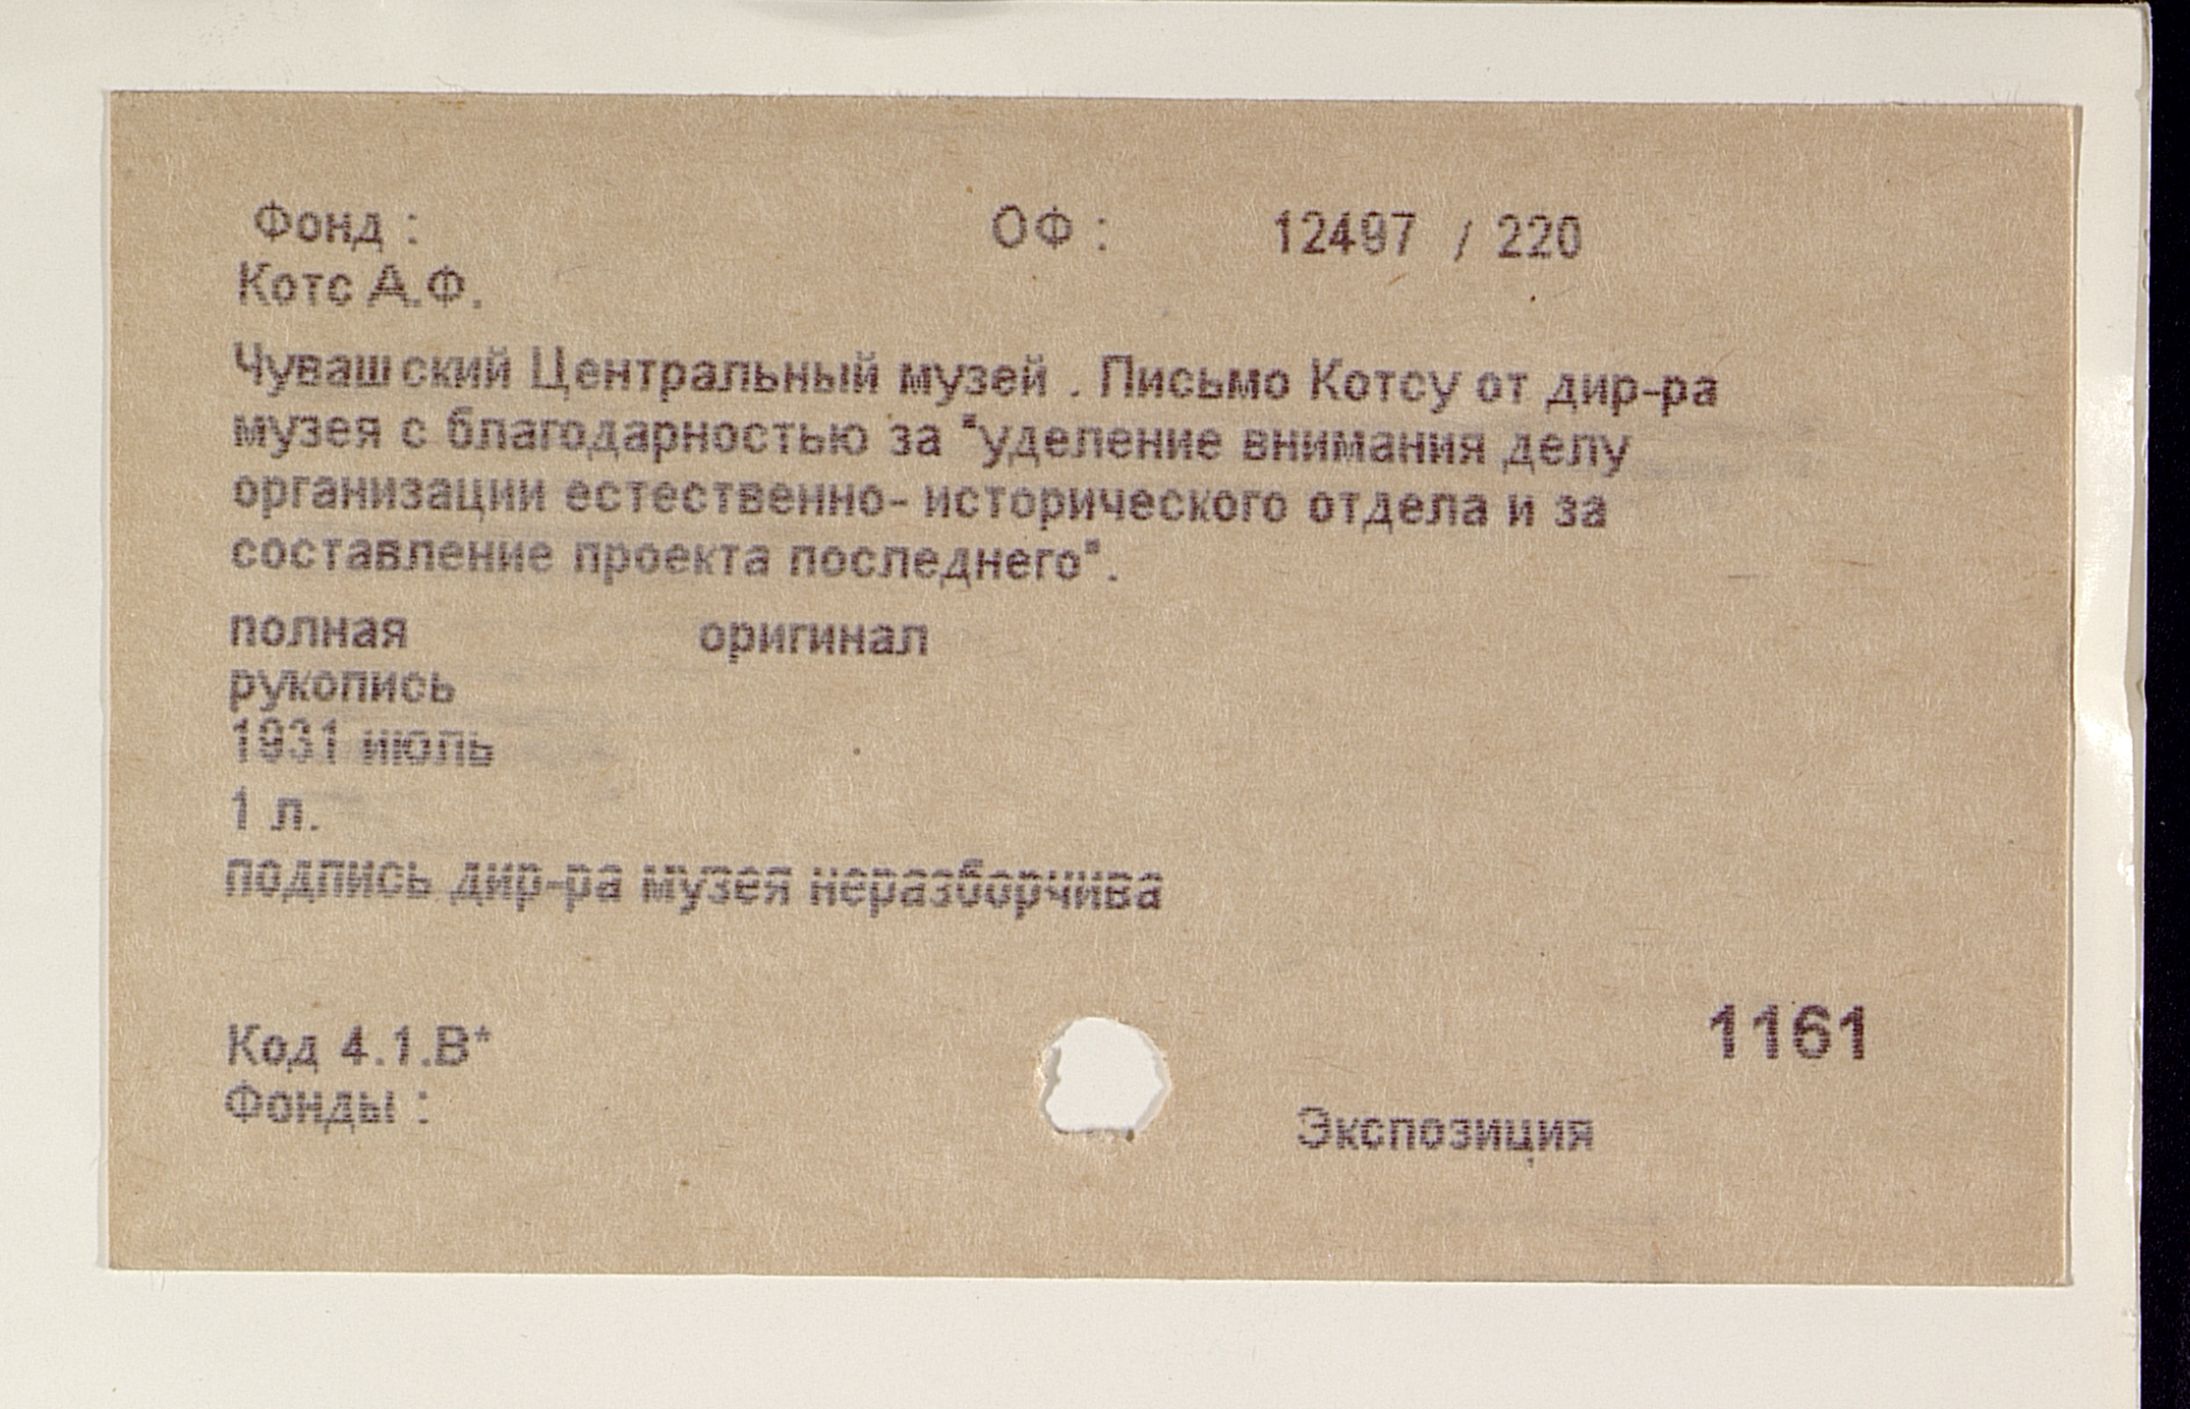 Фонд : ОФ : 12497 / 220
Котс А.Ф.
Чувашский Центральный музей . Письмо Котсу от дир-ра
музея с благодарностью за "уделение внимания делу
организации естественно- исторического отдела и за
составление проекта последнего".
полная оригинал
рукопись
1931 июль
1 л.
подпись дир-ра музея неразборчива
1161
Код 4.1.В*
Фонды :
Экспозиция